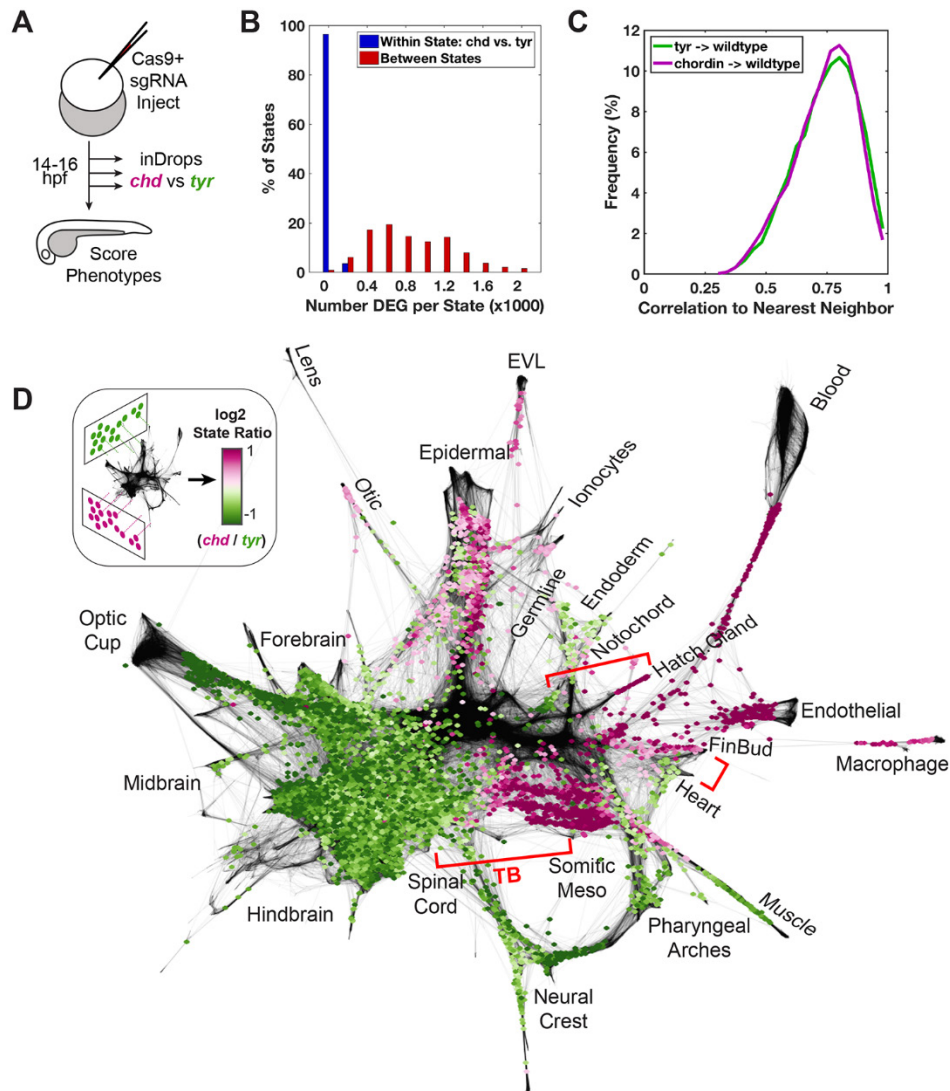 A
Cas9+
sgRNA
Inject
14-16
hpf
inDrops
chd vs tyr
Score
Phenotypes
B
100
80
60
40
20
0
% of States
Within State: chd vs. tyr
Between States
0 0.4 0.8 1.2 1.6 2
Number DEG per State (x1000)
C
12
10
8
6
4
2
0
Frequency (%)
tyr -> wildtype
chordin -> wildtype
0 0.25 0.5 0.75 1
Correlation to Nearest Neighbor
D
log2
State Ratio
1
-1
(chd / tyr)
Lens
EVL
Blood
Epidermal
Otic
Ionocytes
Germline
Endoderm
Notochord
Hatch.Gland
Optic
Cup
Forebrain
Endothelial
FinBud
Macrophage
Heart
Midbrain
TB
Spinal
Cord
Somitic
Meso
Hindbrain
Pharyngeal
Arches
Muscle
Neural
Crest